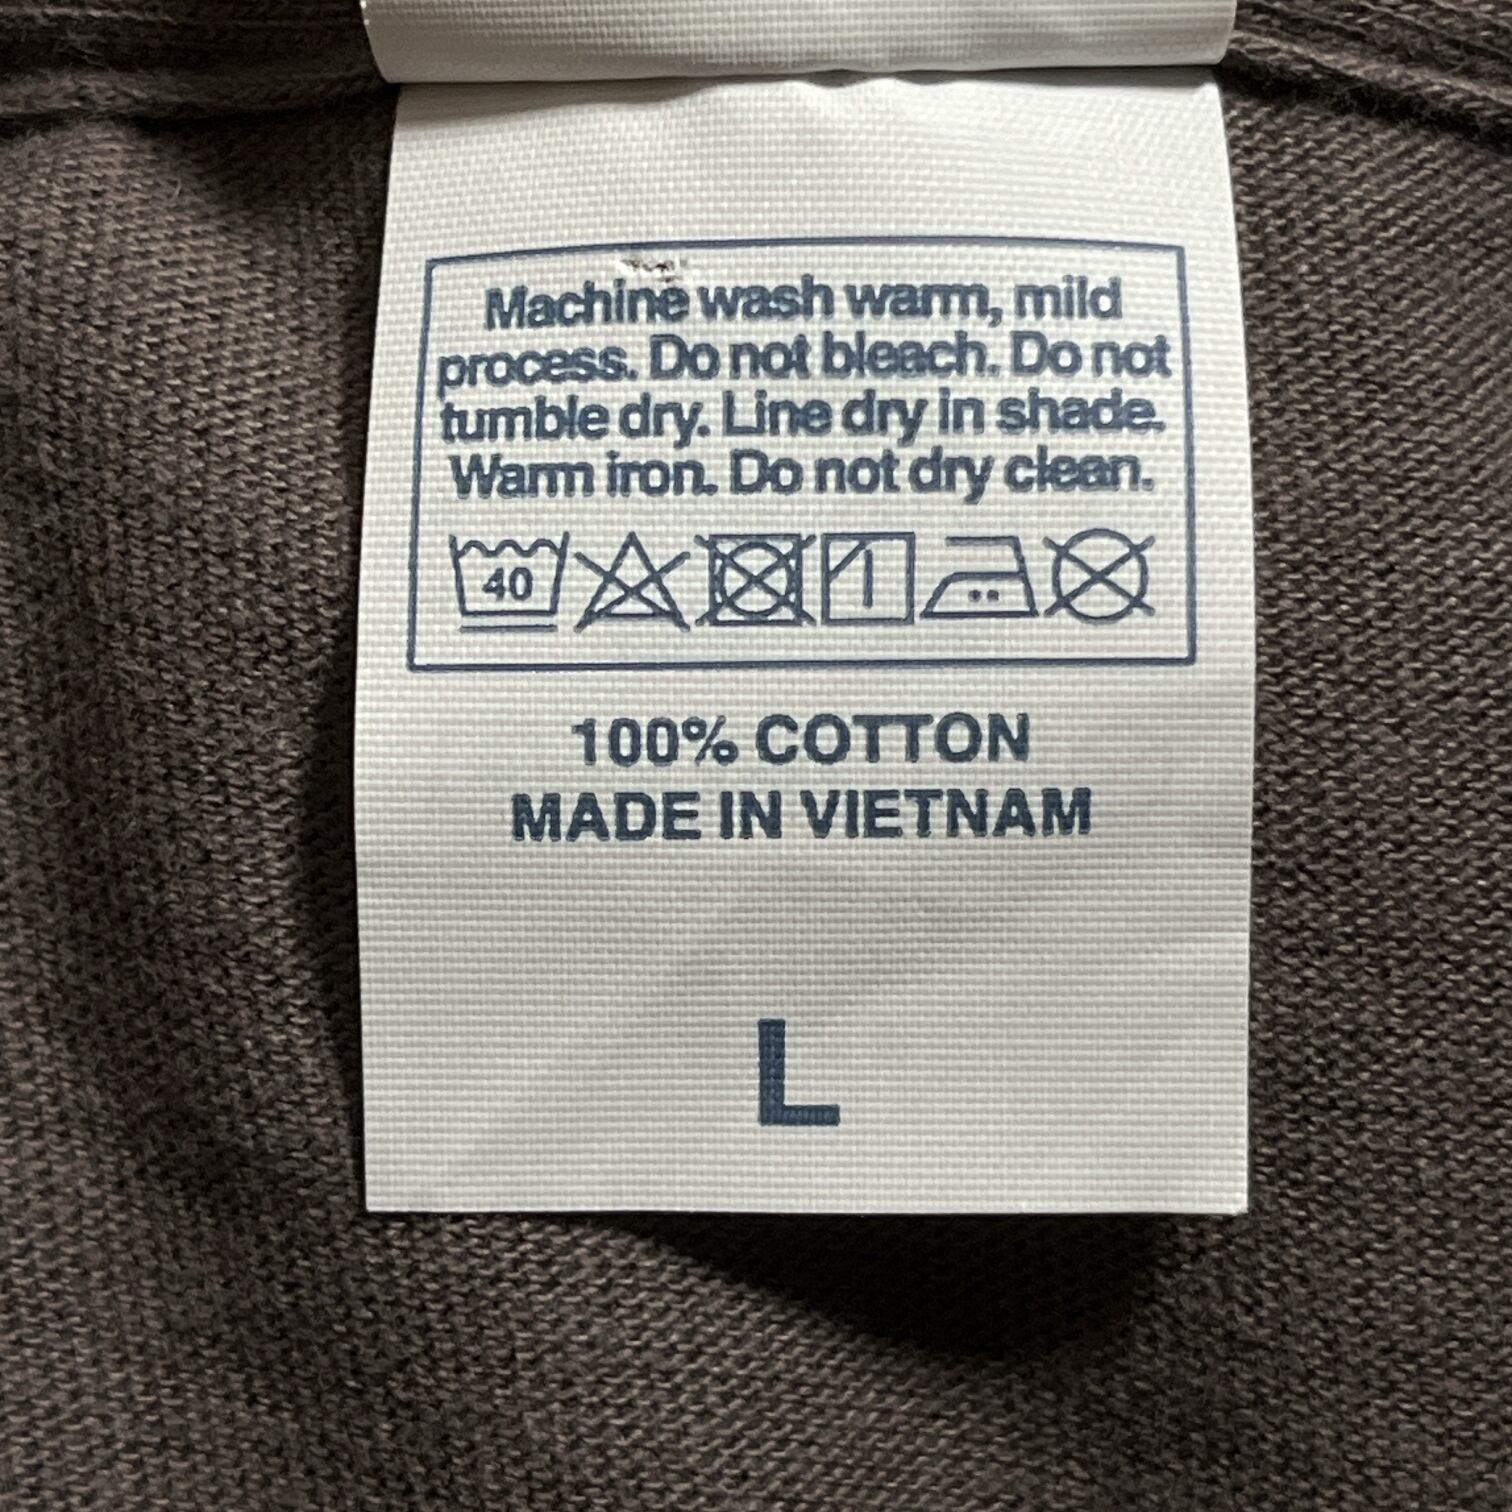 Machine wash warm, mild
process. Do not bleach. Do not
tumble dry. Line dry in shade.
Warm iron. Do not dry clean.
40
100% COTTON
MADE IN VIETNAM
L